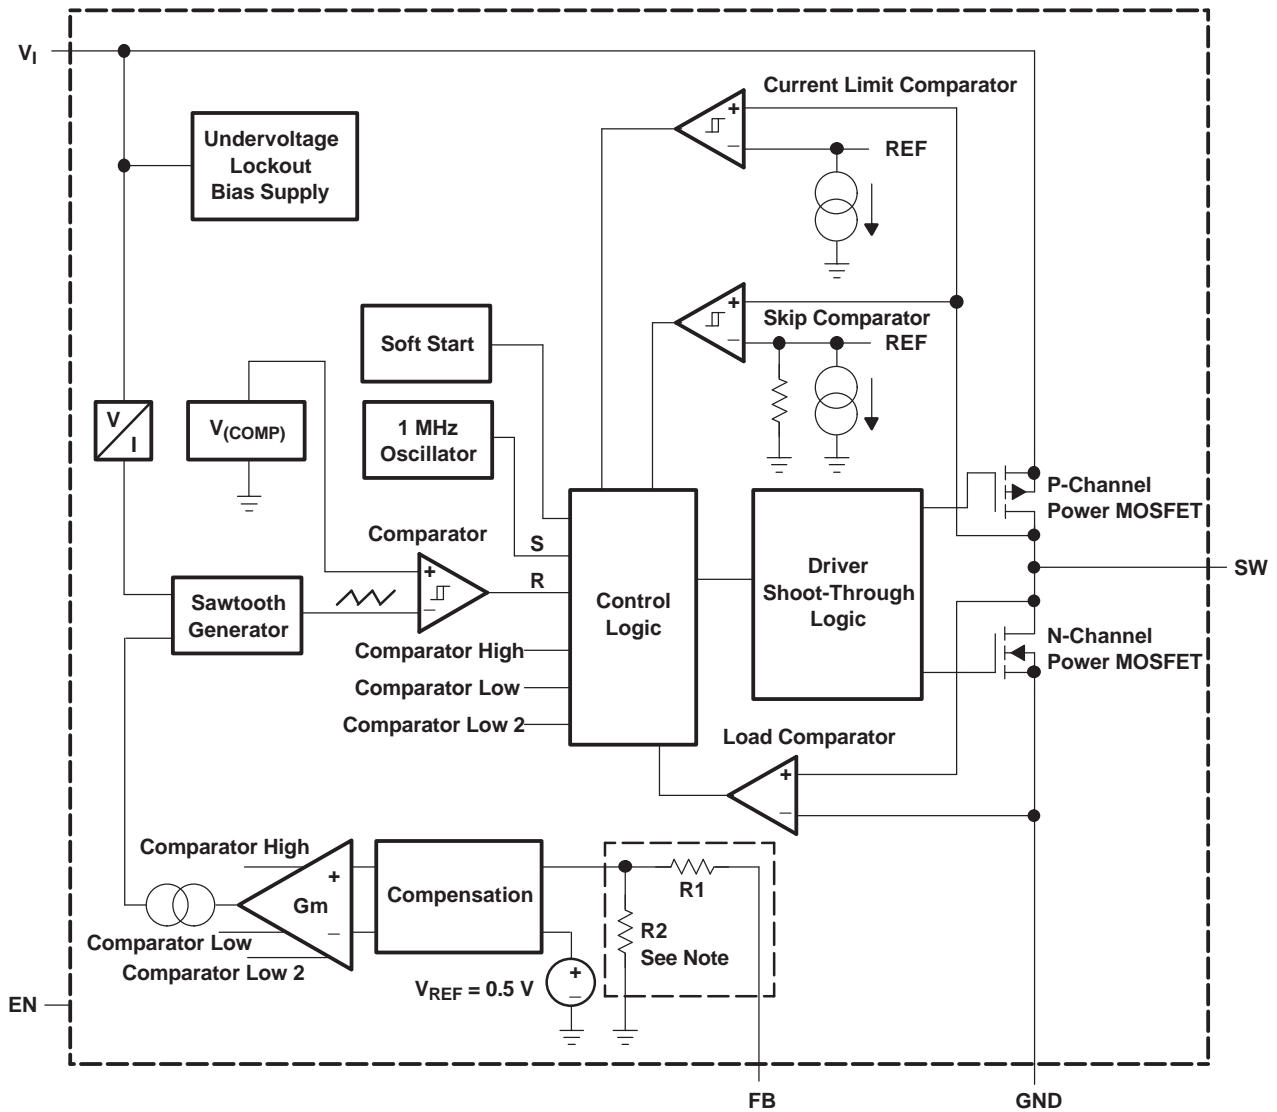 VI
Undervoltage
Lockout
Bias Supply
Current Limit Comparator
+
−
REF
Soft Start
+
−
Skip Comparator
REF
V
I
V(COMP)
1 MHz
Oscillator
P-Channel
Power MOSFET
Comparator
+
−
S
R
Sawtooth
Generator
Control
Logic
Driver
Shoot-Through
Logic
SW
N-Channel
Power MOSFET
Comparator High
Comparator Low
Comparator Low 2
Load Comparator
+
−
Comparator High
+
Gm
−
Compensation
R1
R2
See Note
Comparator Low
Comparator Low 2
VREF = 0.5 V
+
−
EN
FB
GND